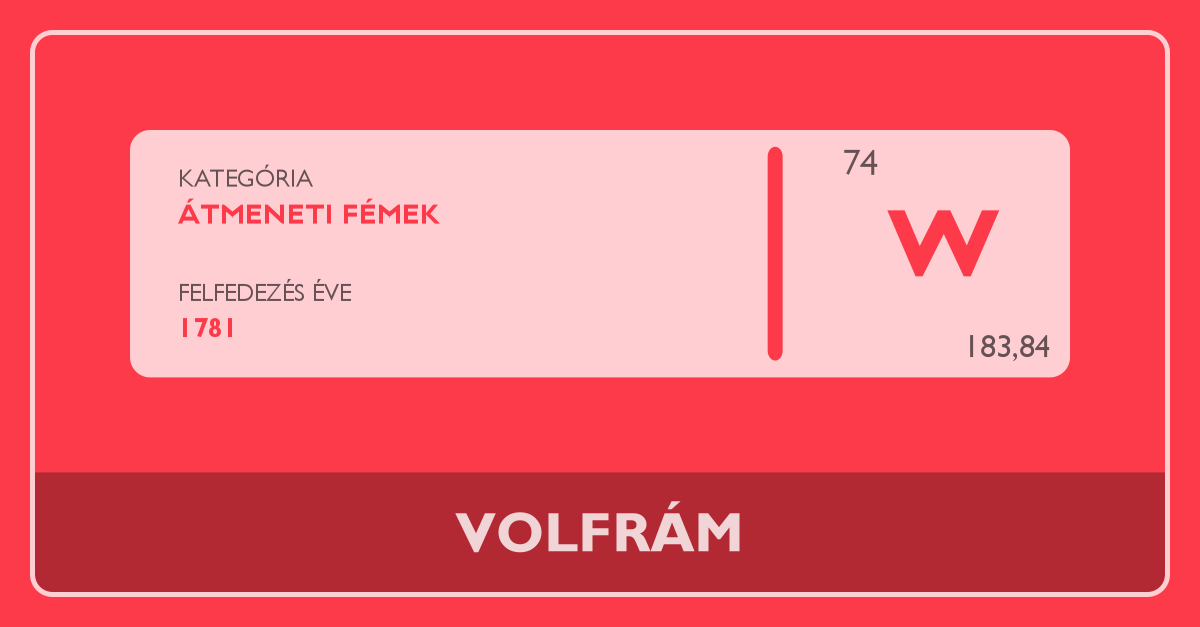 KATEGÓRIA
ÁTMENETI FÉMEK
FELFEDEZÉS ÉVE
1781
74
W
183,84
VOLFRÁM